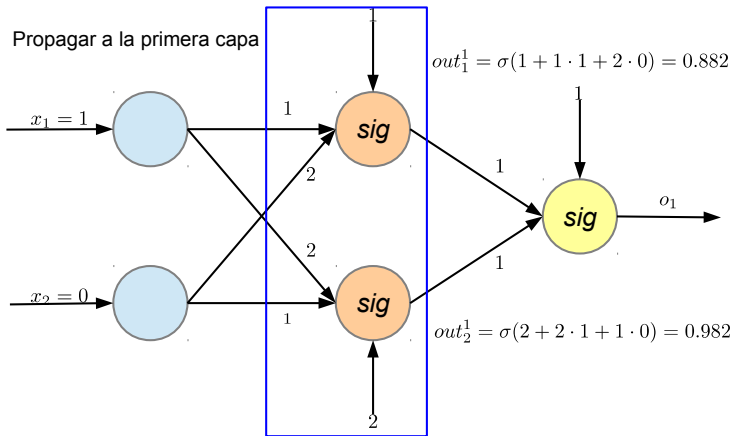 1
Propagar a la primera capa
out₁¹ = σ(1 + 1 · 1 + 2 · 0) = 0.882
1
x₁ = 1
1
sig
2
1
sig
o₁
2
1
x₂ = 0
1
sig
out₂¹ = σ(2 + 2 · 1 + 1 · 0) = 0.982
2